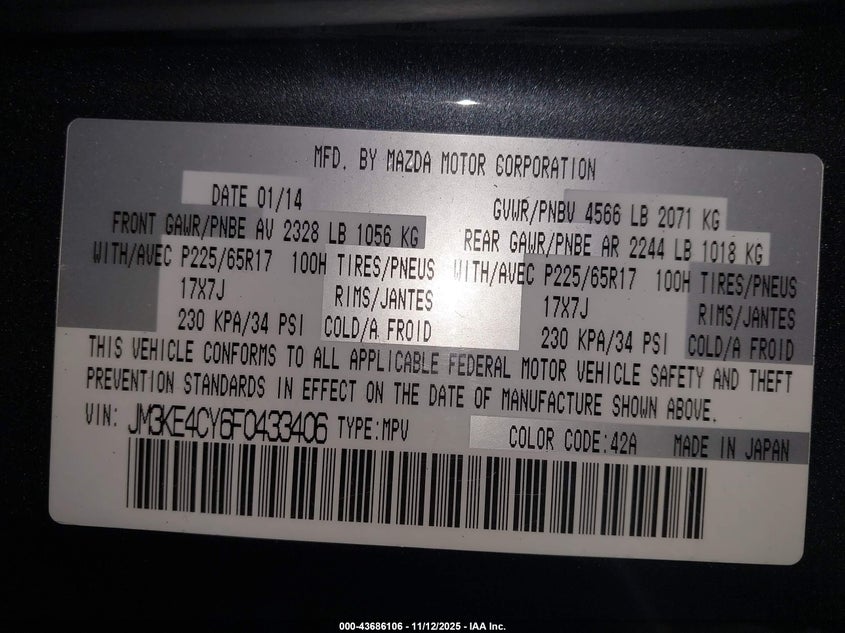 MFD. BY MAZDA MOTOR CORPORATION
DATE 01/14
GVWR/PNBV 4566 LB 2071 KG
FRONT GAWR/PNBE AV 2328 LB 1056 KG
REAR GAWR/PNBE AR 2244 LB 1018 KG
WITH/AVEC P225/65R17 100H TIRES/PNEUS
WITH/AVEC P225/65R17 100H TIRES/PNEUS
17X7J RIMS/JANTES
17X7J RIMS/JANTES
230 KPA/34 PSI COLD/A FROID
230 KPA/34 PSI COLD/A FROID
THIS VEHICLE CONFORMS TO ALL APPLICABLE FEDERAL MOTOR VEHICLE SAFETY AND THEFT
PREVENTION STANDARDS IN EFFECT ON THE DATE OF MANUFACTURE SHOWN ABOVE.
VIN: JM3KE4CY6F0433406 TYPE:MPV
COLOR CODE:42A MADE IN JAPAN
000-43686106 - 11/12/2025 - IAA Inc.